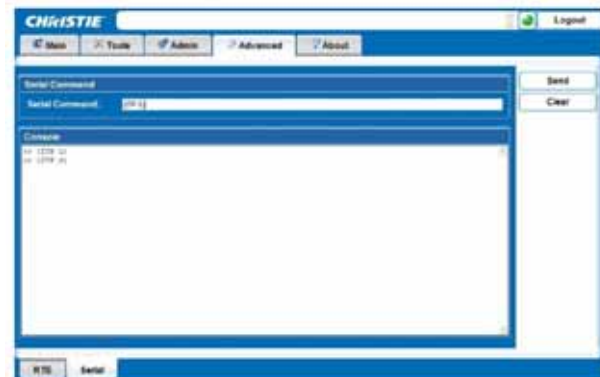 CHRISTIE
Logout
Main
Tools
Admin
Advanced
About
Serial Command
Send
Serial Command:
Clear
Console
RTE
Serial